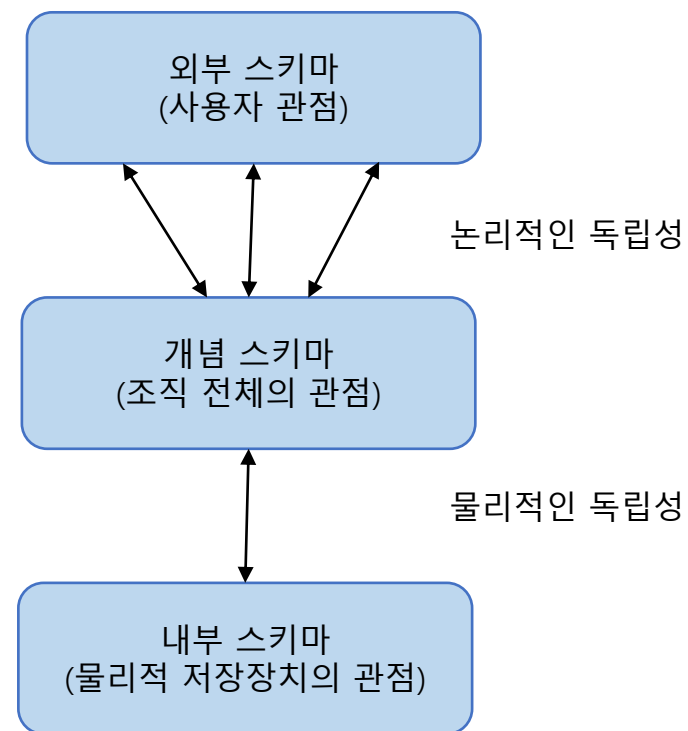 외부 스키마
(사용자 관점)
논리적인 독립성
개념 스키마
(조직 전체의 관점)
물리적인 독립성
내부 스키마
(물리적 저장장치의 관점)